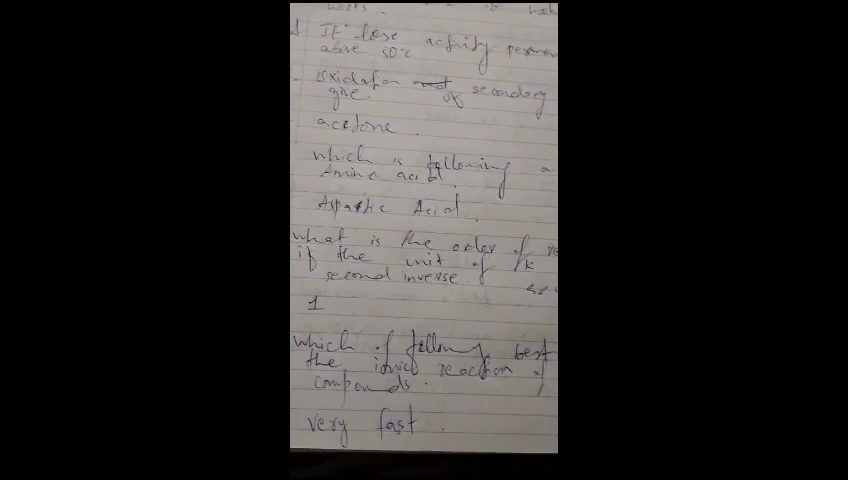 works.
It lose activity
above 50°c
oxidation of secondary
give
acetone.
which is following a
Amino acid.
Aspartic Acid.
what is the order of
if the unit of k
second inverse
1
which of following best
the ionic reaction of
compounds.
very fast.